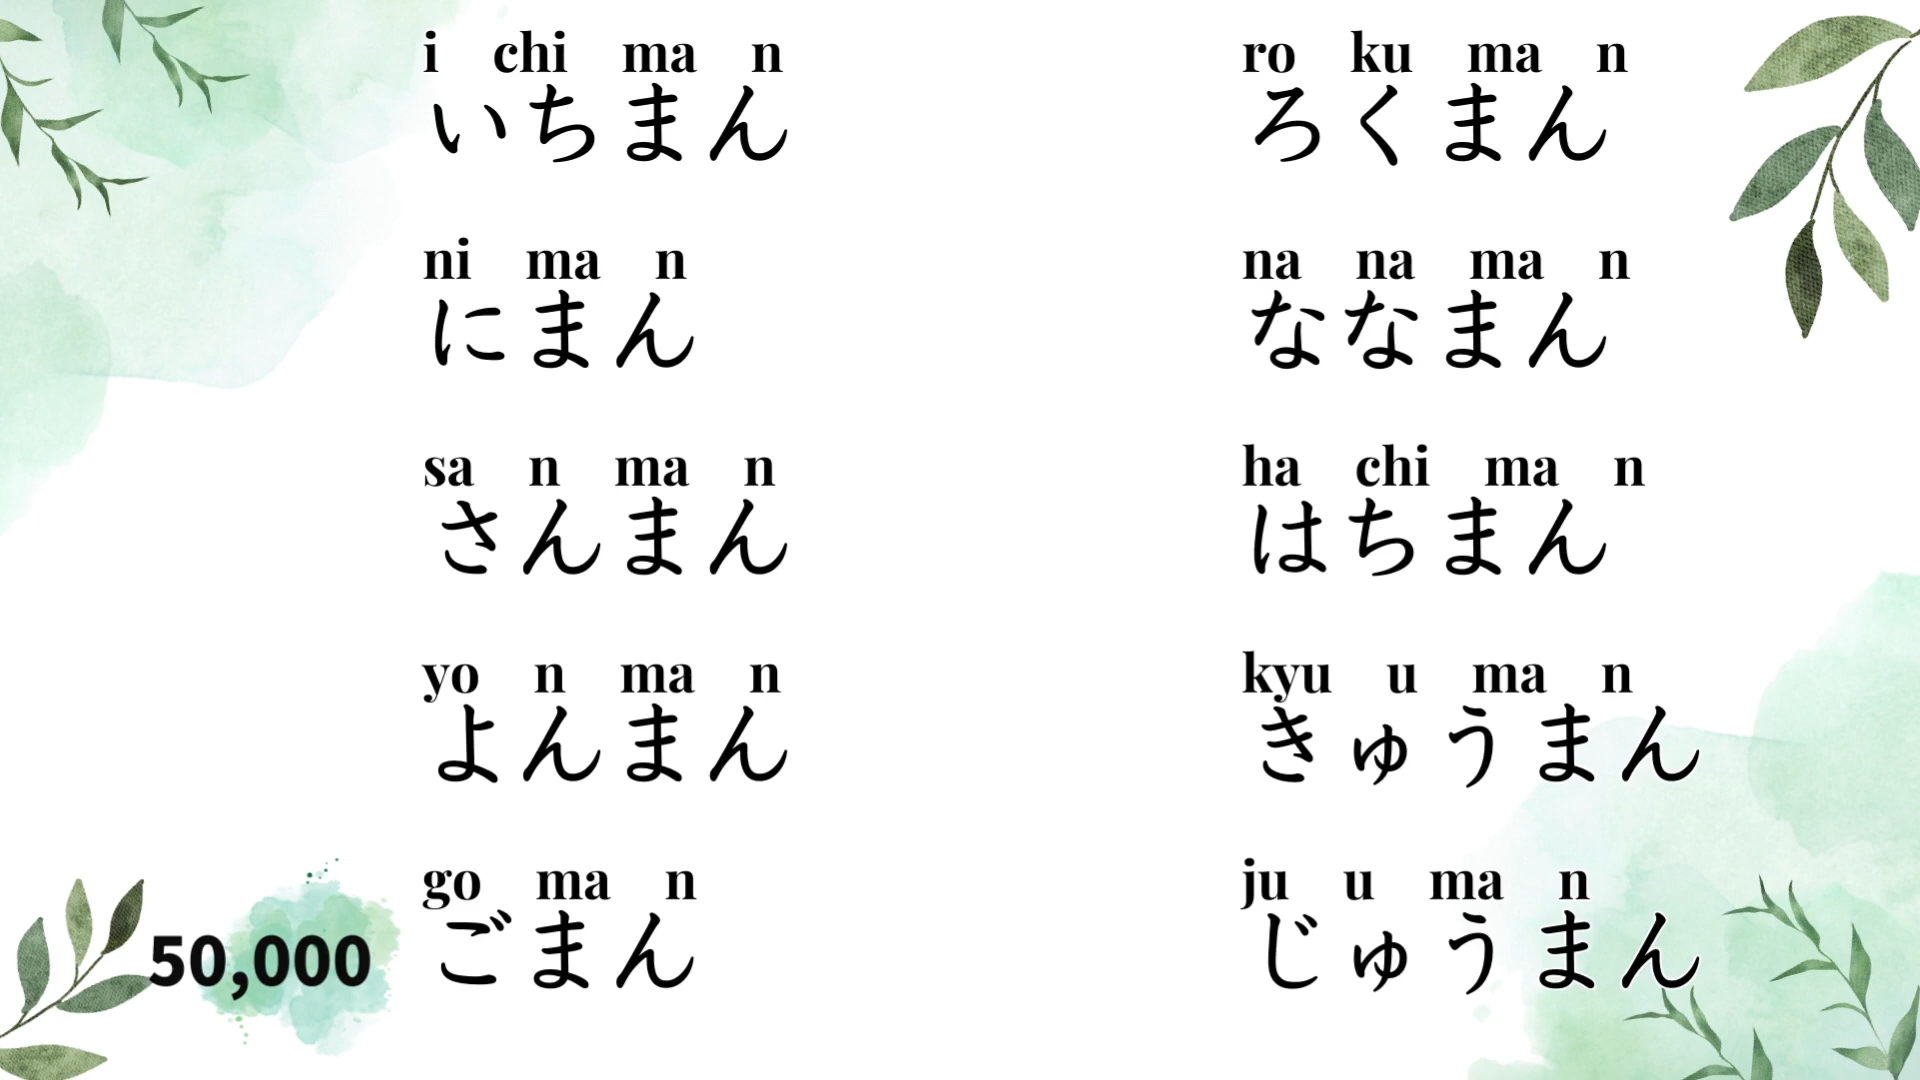 i chi ma n
いちまん
ni ma n
にまん
sa n ma n
さんまん
yo n ma n
よんまん
go ma n
50,000 ごまん
ro ku ma n
ろくまん
na na ma n
ななまん
ha chi ma n
はちまん
kyu u ma n
きゅうまん
ju u ma n
じゅうまん